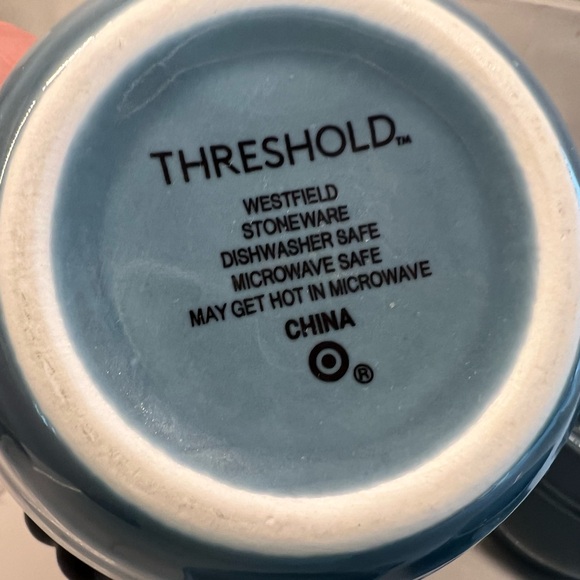 THRESHOLD™
WESTFIELD
STONEWARE
DISHWASHER SAFE
MICROWAVE SAFE
MAY GET HOT IN MICROWAVE
CHINA
®